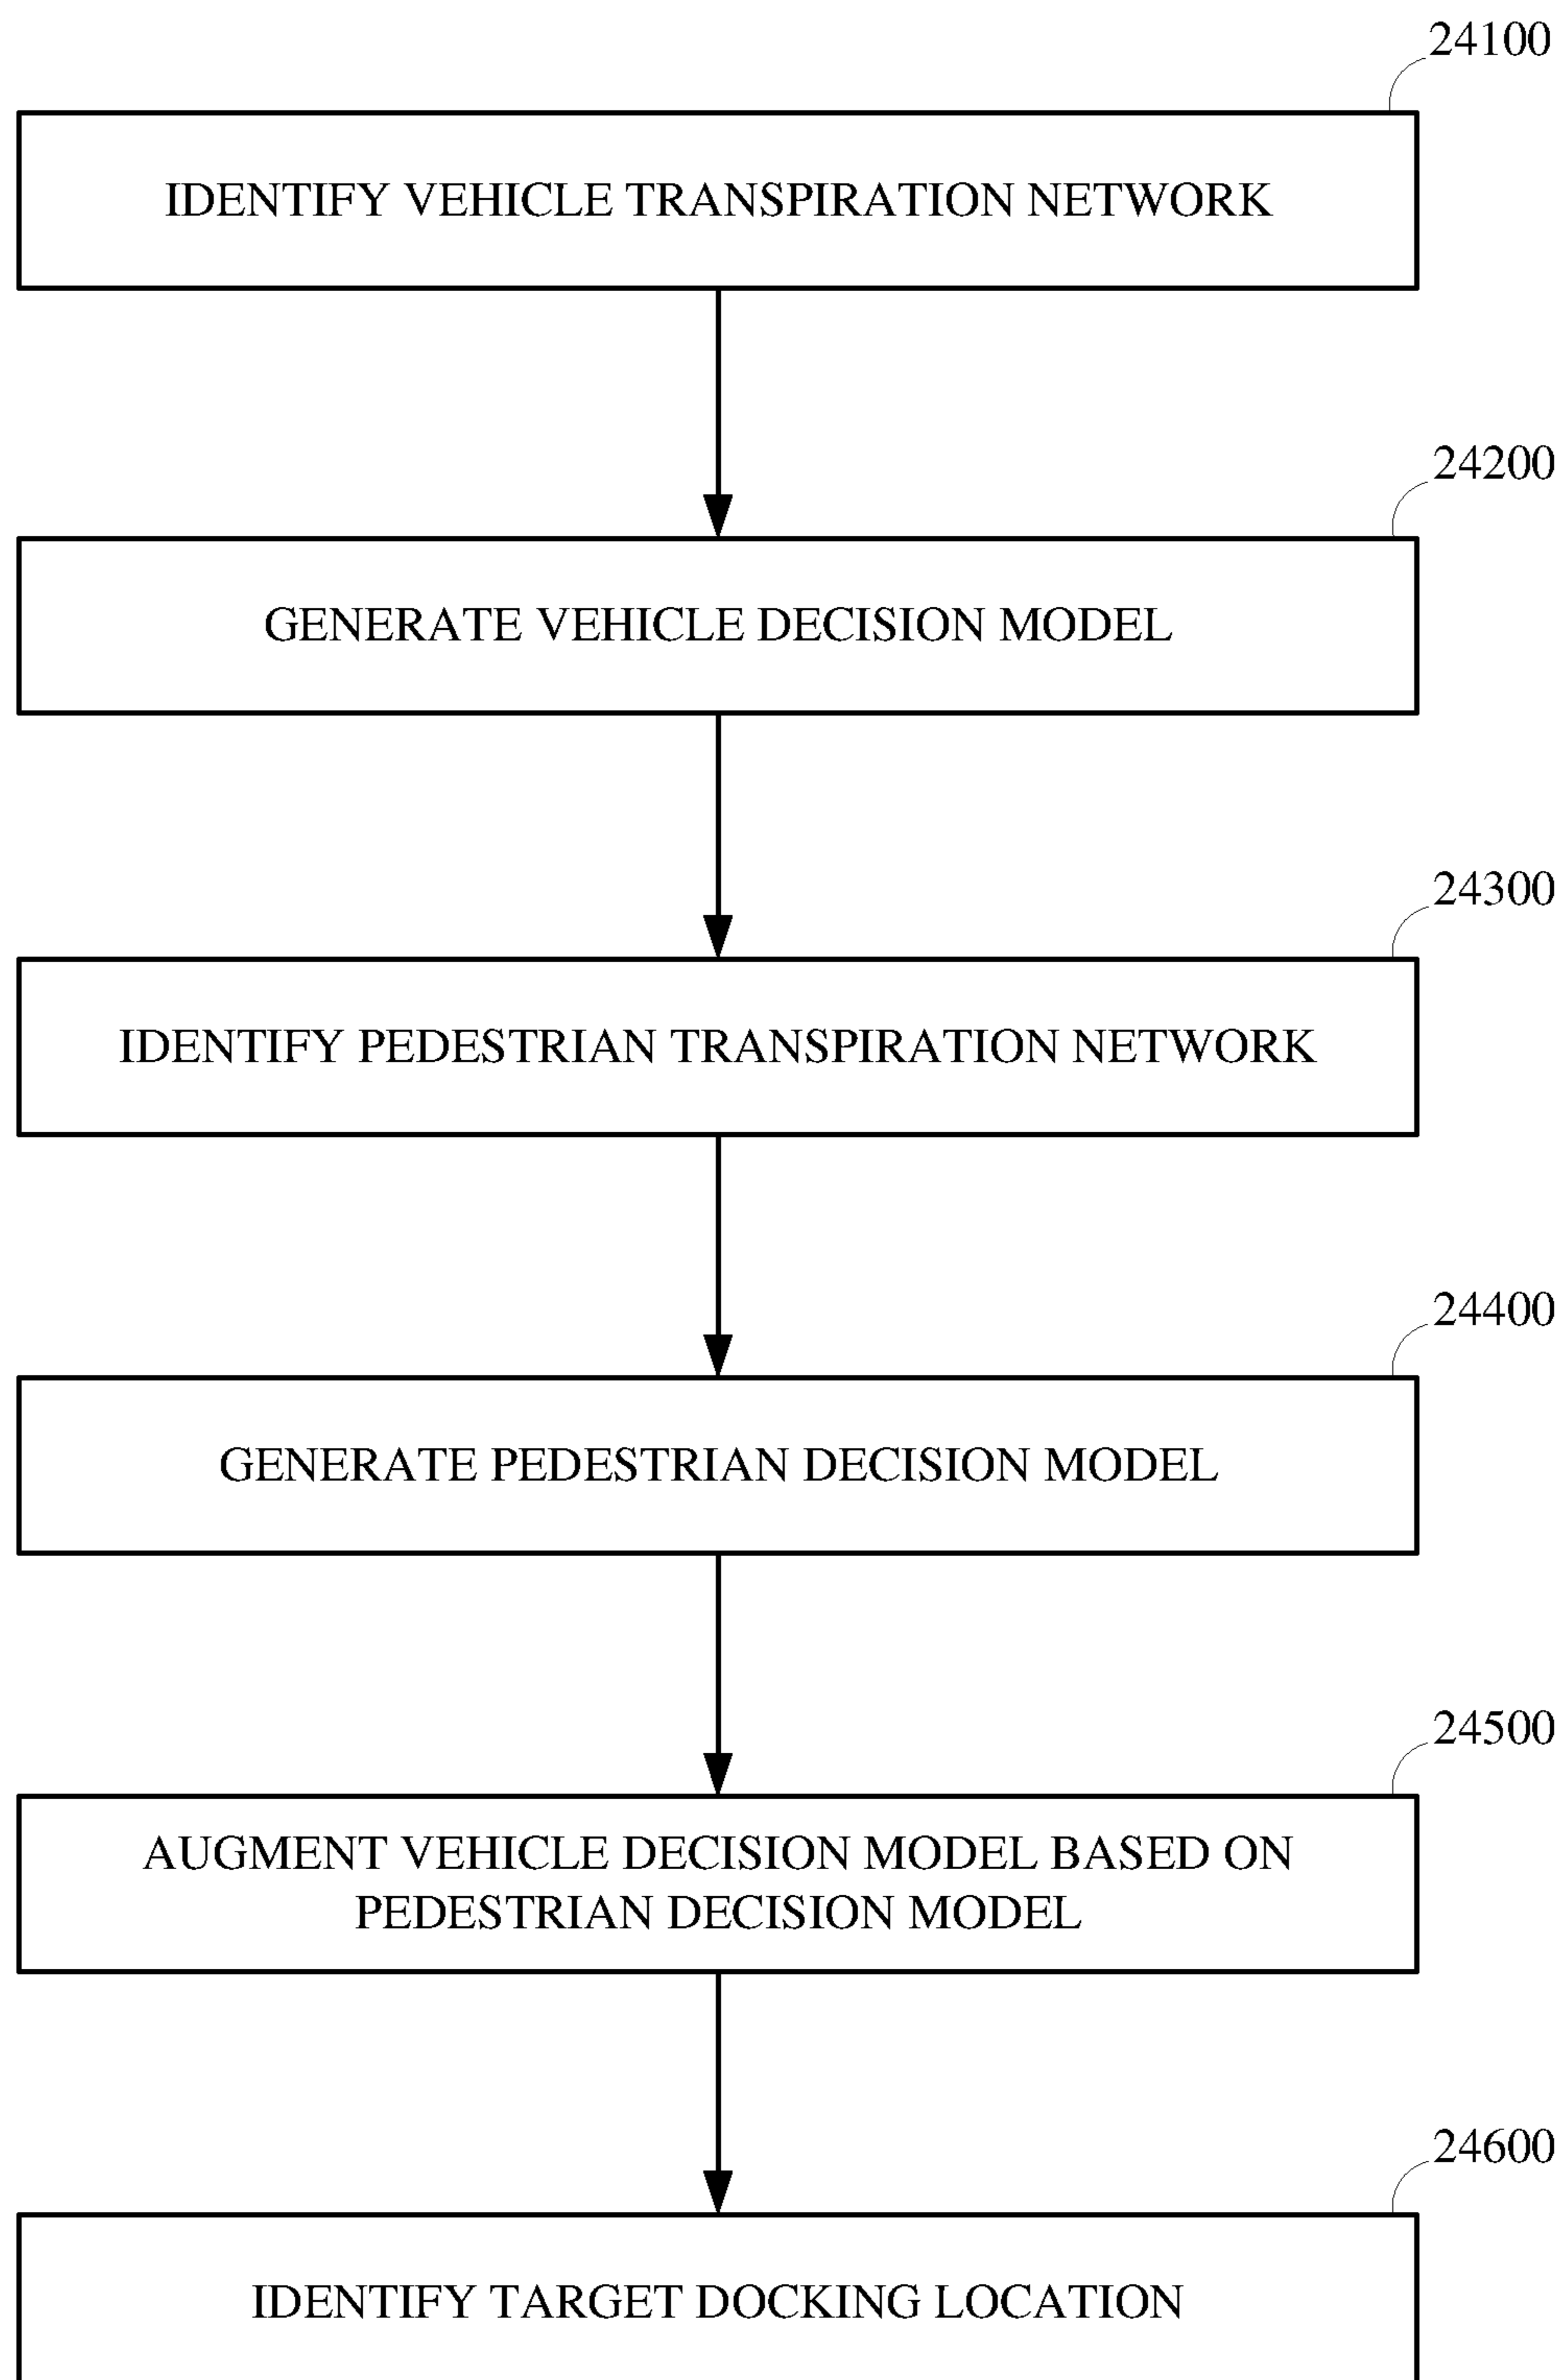 24100
IDENTIFY VEHICLE TRANSPIRATION NETWORK
24200
GENERATE VEHICLE DECISION MODEL
24300
IDENTIFY PEDESTRIAN TRANSPIRATION NETWORK
24400
GENERATE PEDESTRIAN DECISION MODEL
24500
AUGMENT VEHICLE DECISION MODEL BASED ON
PEDESTRIAN DECISION MODEL
24600
IDENTIFY TARGET DOCKING LOCATION